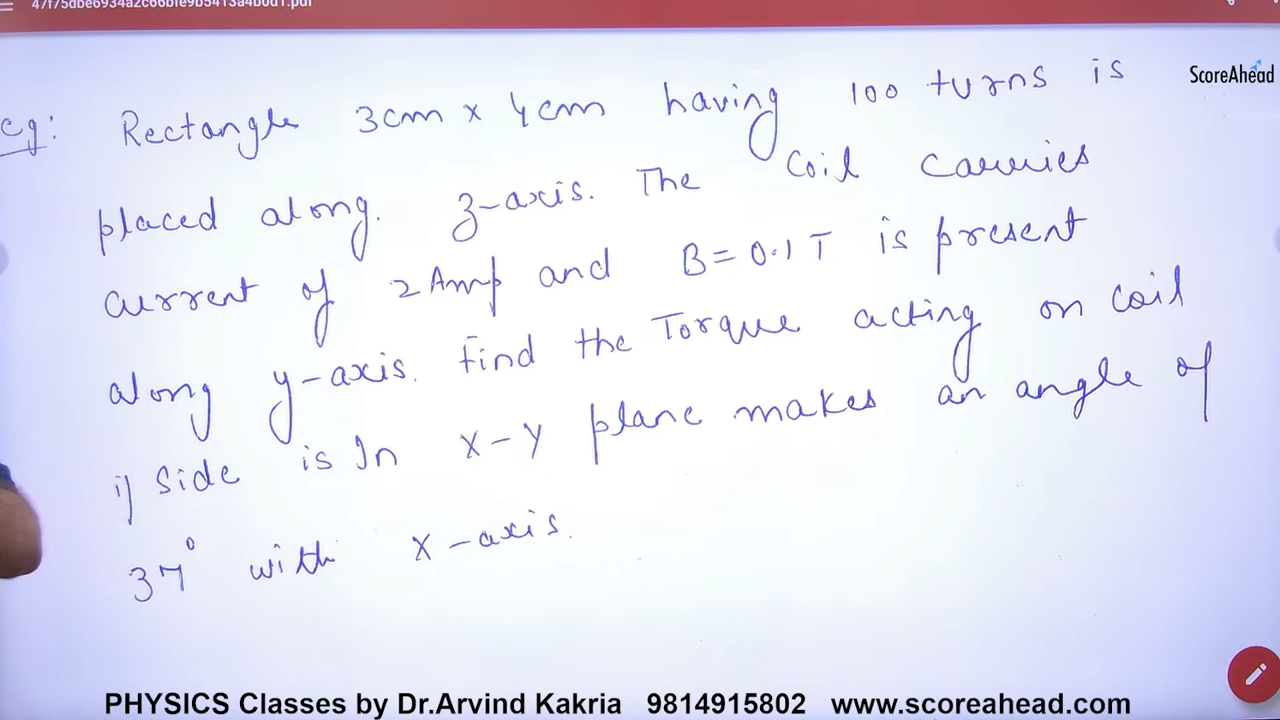 47f75dbe6934a2c66bfe9b5413a4b0d1.pdf
ScoreAhead
eg: Rectangle 3cm x 4cm having 100 turns is
placed along z-axis. The coil carries
current of 2 Amp and B = 0.1 T is present
along y-axis. find the Torque acting on coil
if side is In X-Y plane makes an angle of
37° with X-axis.
PHYSICS Classes by Dr.Arvind Kakria 9814915802 www.scoreahead.com